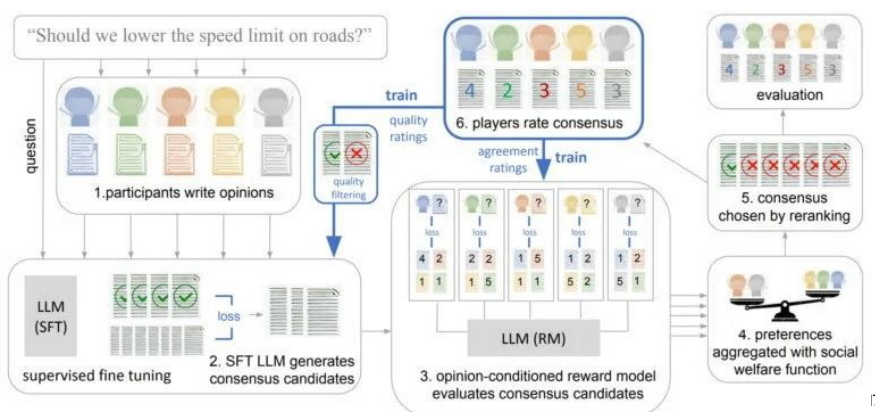 “Should we lower the speed limit on roads?”
question
1.participants write opinions
train
quality
ratings
quality
filtering
4 2 3 5 3
6. players rate consensus
agreement
ratings
train
4 2 3 5 3
evaluation
5. consensus
chosen by reranking
LLM
(SFT)
loss
supervised fine tuning
2. SFT LLM generates
consensus candidates
? ? ? ? ?
loss loss loss loss loss
4 2 2 2 1 5 1 2 1 2
1 1 1 5 1 1 5 2 5 1
LLM (RM)
3. opinion-conditioned reward model
evaluates consensus candidates
4. preferences
aggregated with social
welfare function